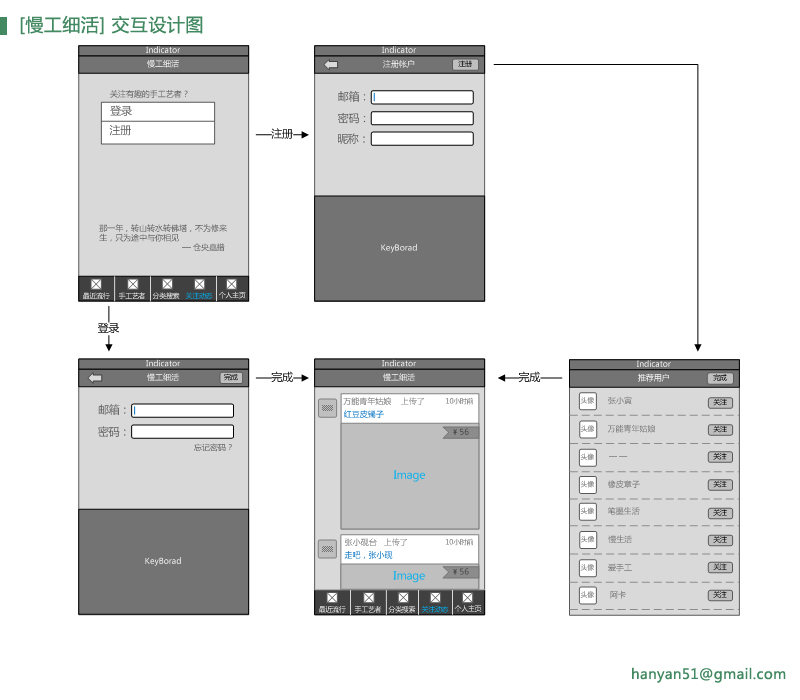 [慢工细活] 交互设计图
Indicator
慢工细活
关注有趣的手工艺者？
登录
注册
那一年，转山转水转佛塔，不为修来
生，只为途中与你相见
— 仓央嘉措
最近流行
手工艺者
分类搜索
关注动态
个人主页
注册
Indicator
注册帐户
注册
邮箱：
密码：
昵称：
KeyBorad
登录
Indicator
慢工细活
完成
邮箱：
密码：
忘记密码？
KeyBorad
完成
Indicator
慢工细活
万能青年姑娘 上传了 10小时前
红豆皮镯子
¥ 56
Image
张小砚台 上传了 10小时前
走吧，张小砚
¥ 56
Image
最近流行
手工艺者
分类搜索
关注动态
个人主页
完成
Indicator
推荐用户
完成
头像 张小寅 关注
头像 万能青年姑娘 关注
头像 一一 关注
头像 橡皮章子 关注
头像 笔墨生活 关注
头像 慢生活 关注
头像 爱手工 关注
头像 阿卡 关注
hanyan51@gmail.com